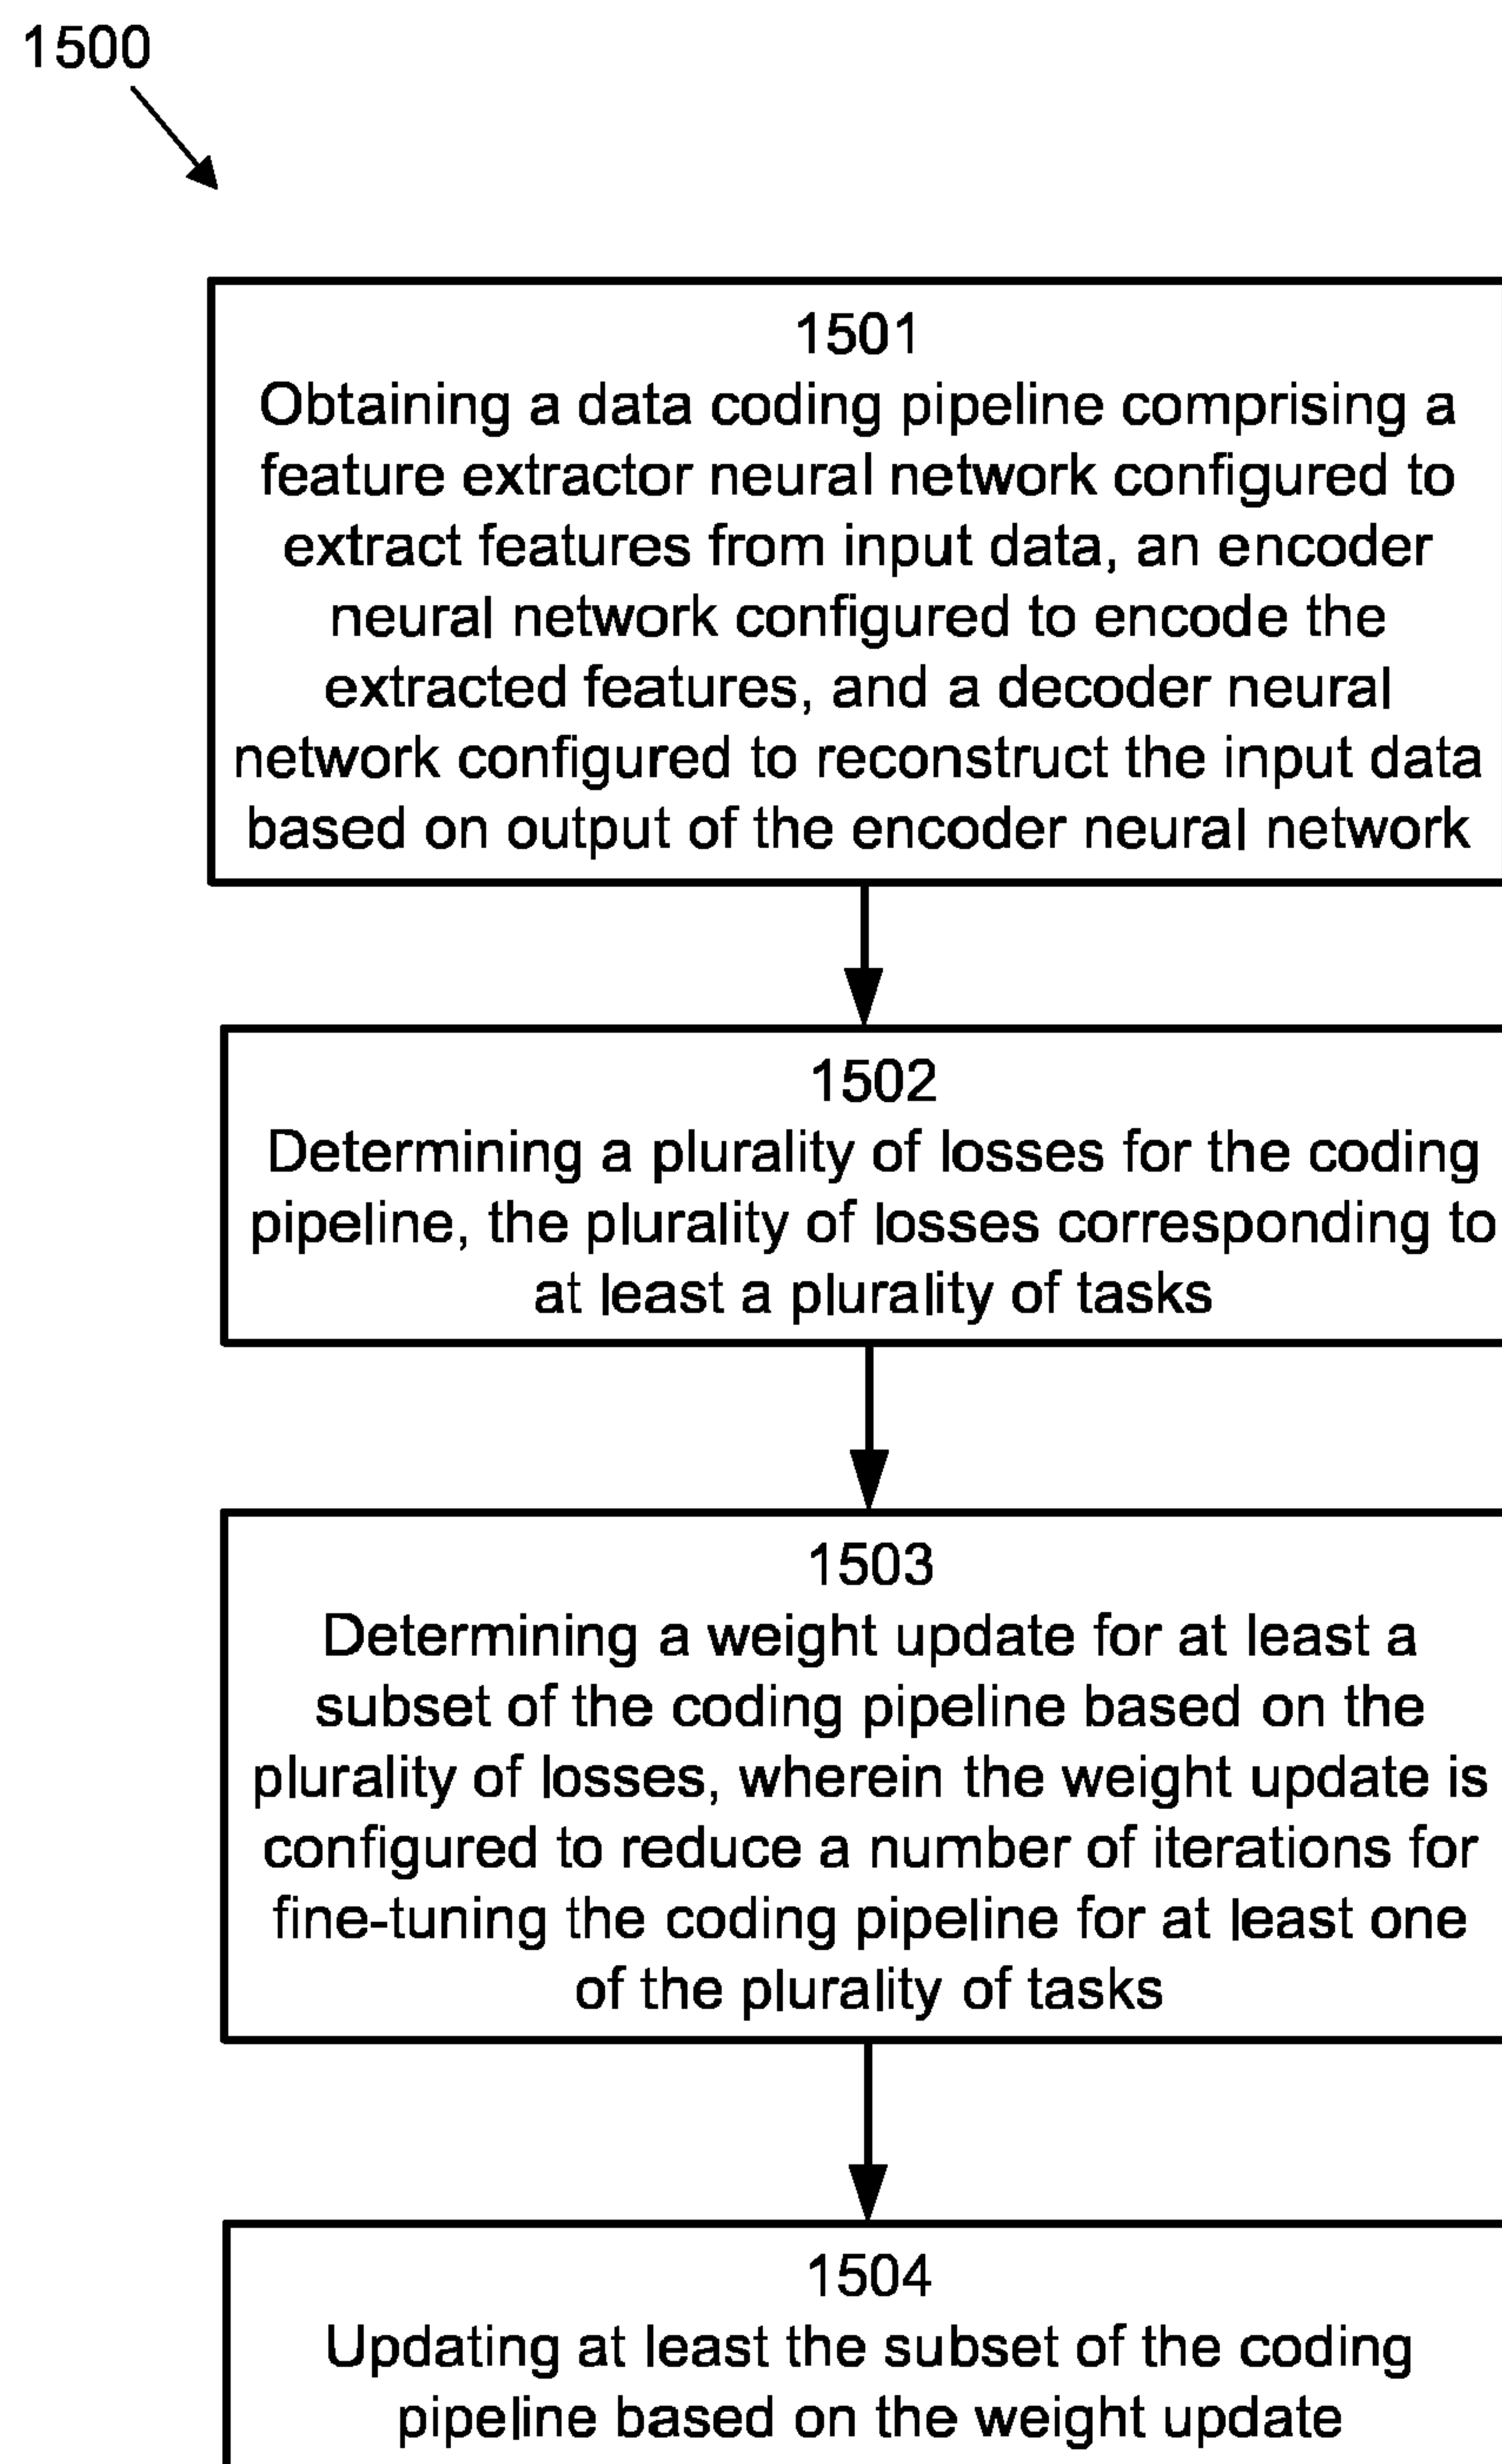 1500
1501
Obtaining a data coding pipeline comprising a
feature extractor neural network configured to
extract features from input data, an encoder
neural network configured to encode the
extracted features, and a decoder neural
network configured to reconstruct the input data
based on output of the encoder neural network
1502
Determining a plurality of losses for the coding
pipeline, the plurality of losses corresponding to
at least a plurality of tasks
1503
Determining a weight update for at least a
subset of the coding pipeline based on the
plurality of losses, wherein the weight update is
configured to reduce a number of iterations for
fine-tuning the coding pipeline for at least one
of the plurality of tasks
1504
Updating at least the subset of the coding
pipeline based on the weight update